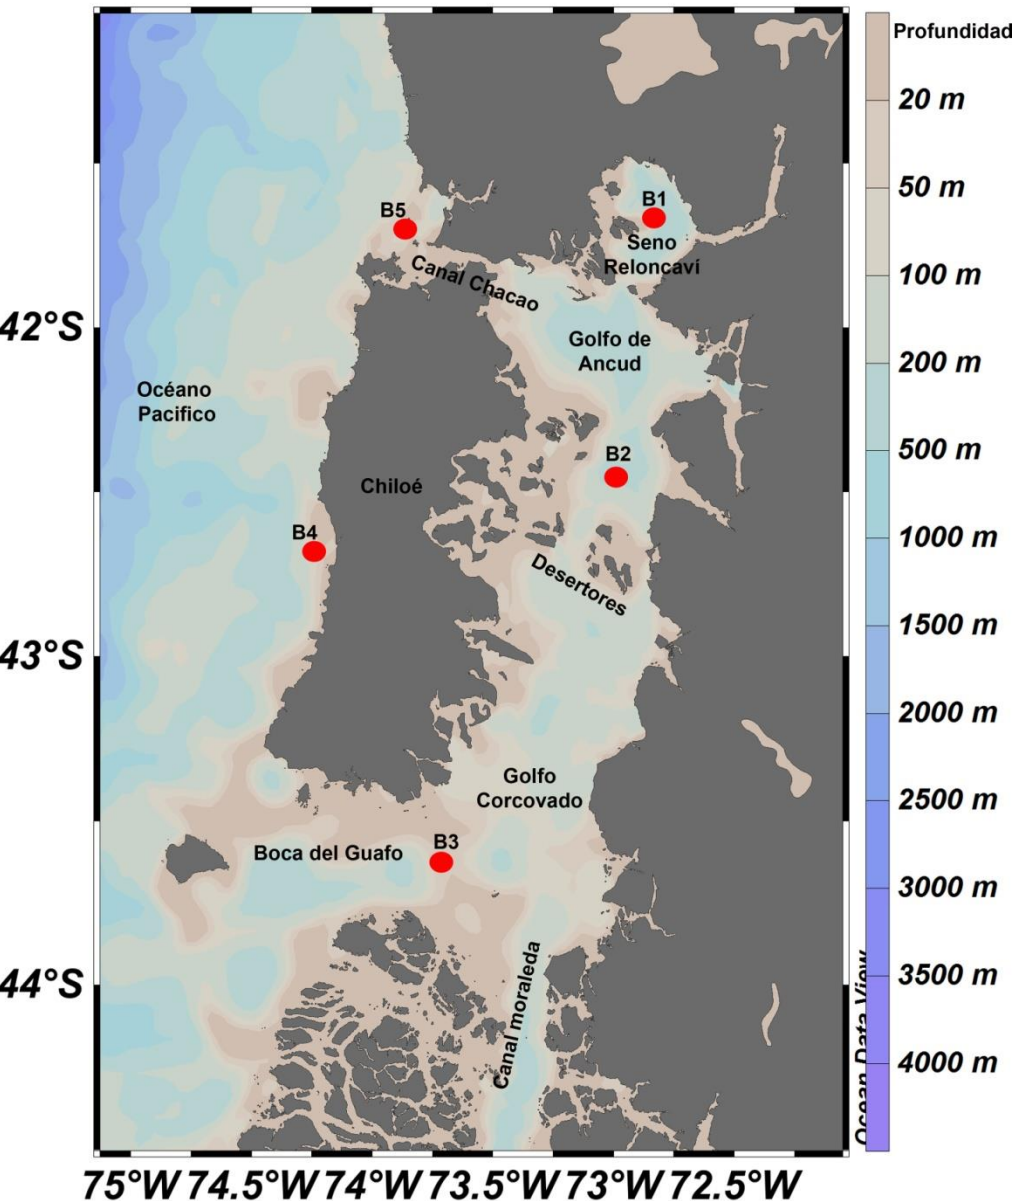 Profundidad
20 m
50 m
100 m
200 m
500 m
1000 m
1500 m
2000 m
2500 m
3000 m
3500 m
4000 m
Ocean Data View
B1
Seno
Reloncaví
B5
Canal Chacao
42°S
Golfo de
Ancud
Océano
Pacifico
B2
Chiloé
B4
Desertores
43°S
Golfo
Corcovado
B3
Boca del Guafo
44°S
Canal moraleda
75°W 74.5°W 74°W 73.5°W 73°W 72.5°W